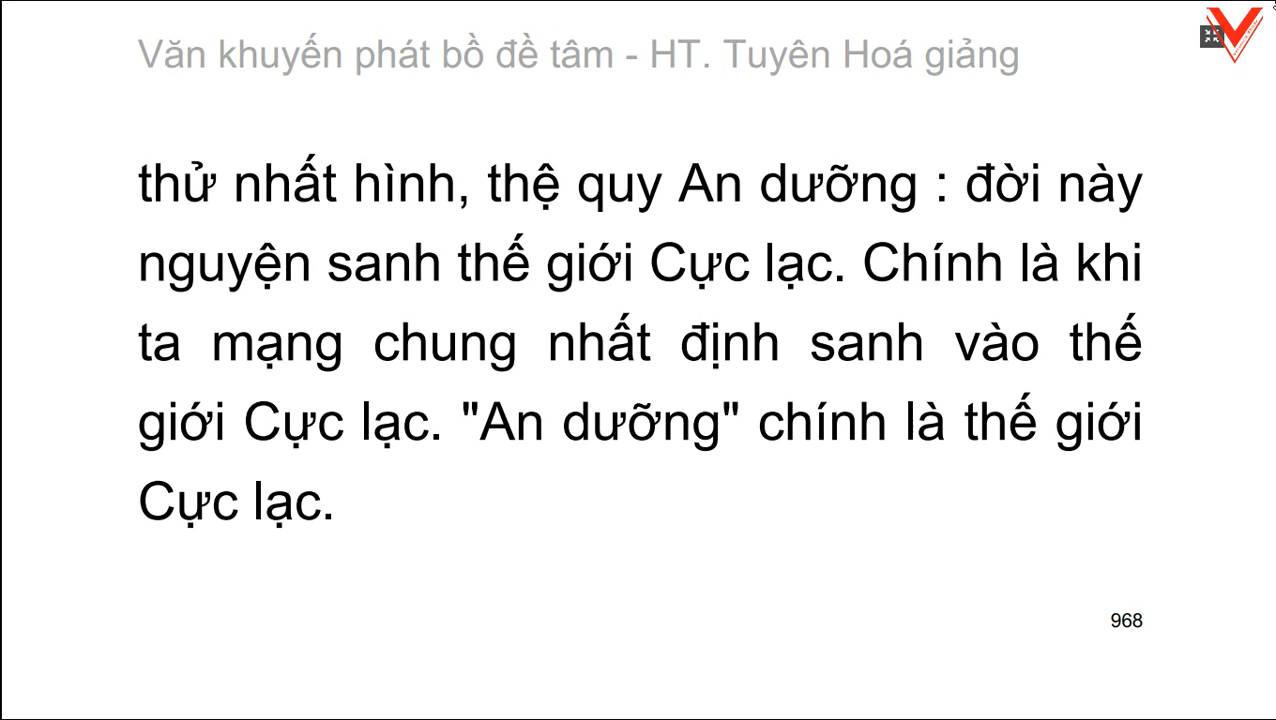 Văn khuyến phát bồ đề tâm - HT. Tuyên Hoá giảng
thử nhất hình, thệ quy An dưỡng : đời này
nguyện sanh thế giới Cực lạc. Chính là khi
ta mạng chung nhất định sanh vào thế
giới Cực lạc. "An dưỡng" chính là thế giới
Cực lạc.
968